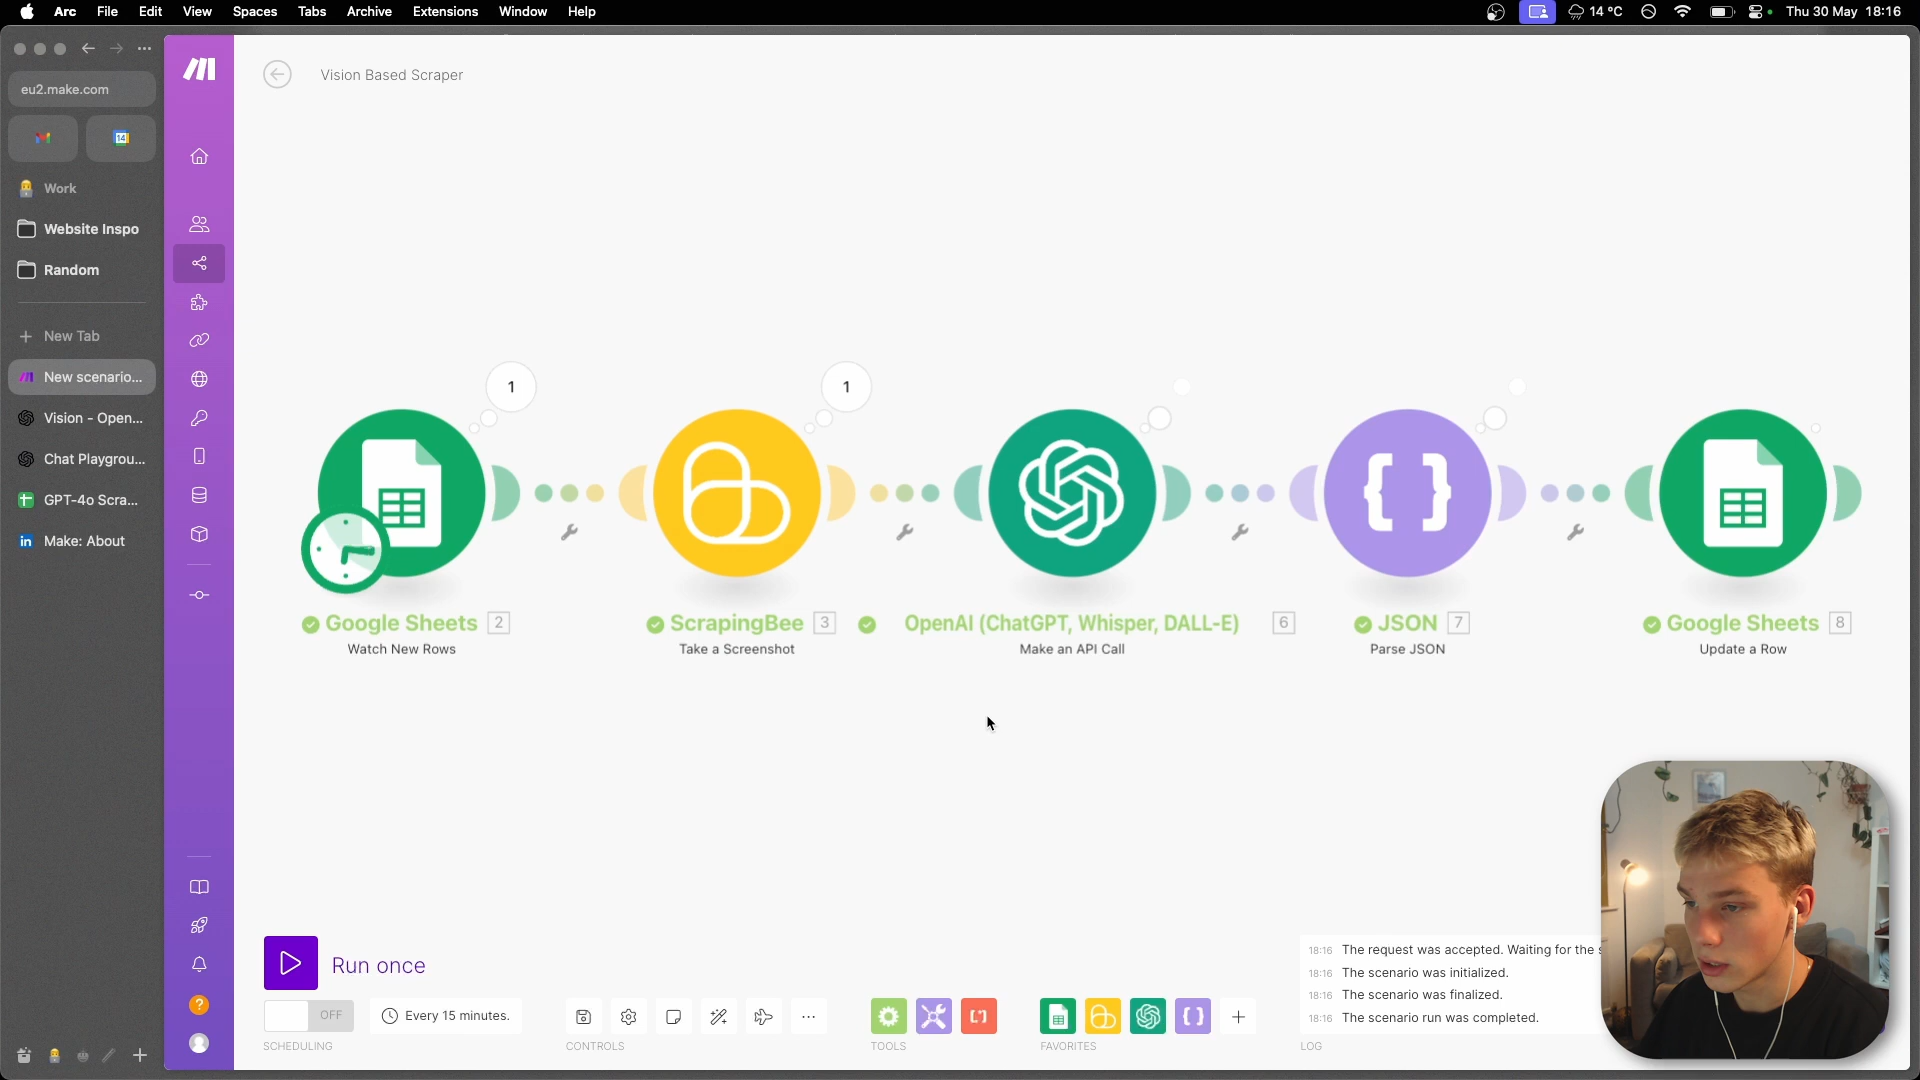 Arc File Edit View Spaces Tabs Archive Extensions Window Help
14 °C Thu 30 May 18:16
eu2.make.com
14
Work
Website Inspo
Random
New Tab
New scenario...
Vision - Open...
Chat Playgrou...
GPT-4o Scra...
Make: About
Vision Based Scraper
1
1
Google Sheets 2
Watch New Rows
ScrapingBee 3
Take a Screenshot
OpenAI (ChatGPT, Whisper, DALL-E) 6
Make an API Call
JSON 7
Parse JSON
Google Sheets 8
Update a Row
Run once
OFF
Every 15 minutes.
SCHEDULING
CONTROLS
TOOLS
FAVORITES
18:16 The request was accepted. Waiting for the
18:16 The scenario was initialized.
18:16 The scenario was finalized.
18:16 The scenario run was completed.
LOG